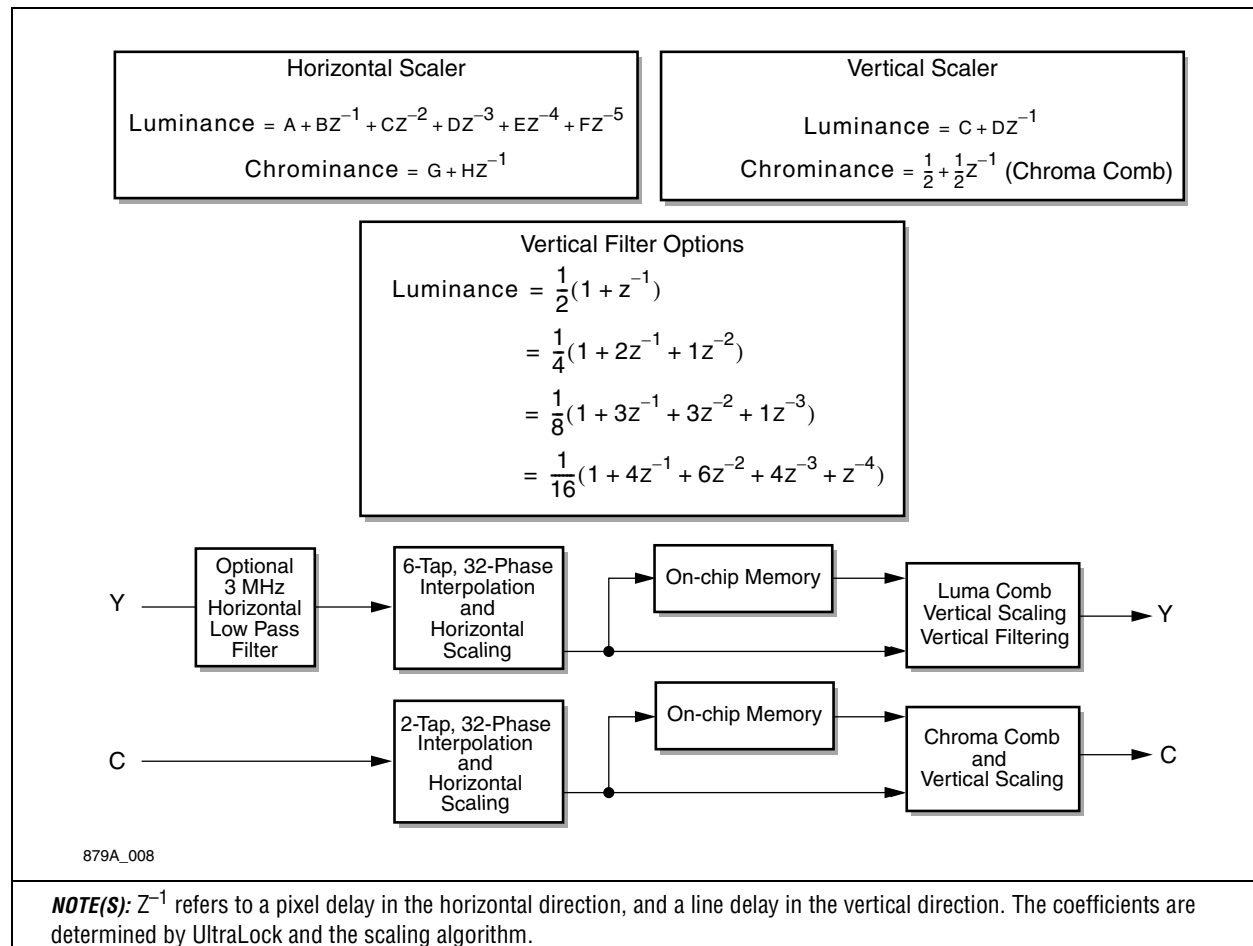 Horizontal Scaler
Luminance = A + BZ⁻¹ + CZ⁻² + DZ⁻³ + EZ⁻⁴ + FZ⁻⁵
Chrominance = G + HZ⁻¹
Vertical Scaler
Luminance = C + DZ⁻¹
Chrominance = 1/2 + 1/2 Z⁻¹ (Chroma Comb)
Vertical Filter Options
Luminance = 1/2 (1 + z⁻¹)
= 1/4 (1 + 2z⁻¹ + 1z⁻²)
= 1/8 (1 + 3z⁻¹ + 3z⁻² + 1z⁻³)
= 1/16 (1 + 4z⁻¹ + 6z⁻² + 4z⁻³ + z⁻⁴)
Y
Optional
3 MHz
Horizontal
Low Pass
Filter
6-Tap, 32-Phase
Interpolation
and
Horizontal
Scaling
On-chip Memory
Luma Comb
Vertical Scaling
Vertical Filtering
Y
C
2-Tap, 32-Phase
Interpolation
and
Horizontal
Scaling
On-chip Memory
Chroma Comb
and
Vertical Scaling
C
879A_008
NOTE(S): Z⁻¹ refers to a pixel delay in the horizontal direction, and a line delay in the vertical direction. The coefficients are
determined by UltraLock and the scaling algorithm.